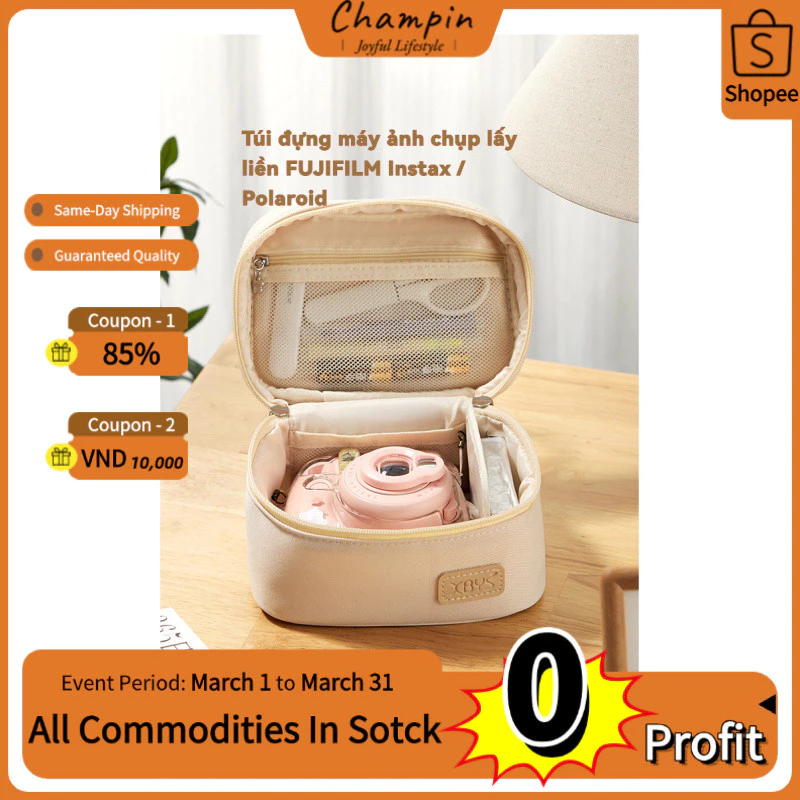 Champin
Joyful Lifestyle
S
Shopee
Túi đựng máy ảnh chụp lấy
liền FUJIFILM Instax /
Polaroid
Same-Day Shipping
Guaranteed Quality
Coupon - 1
85%
Coupon - 2
VND 10,000
Event Period: March 1 to March 31
All Commodities In Sotck
0
Profit